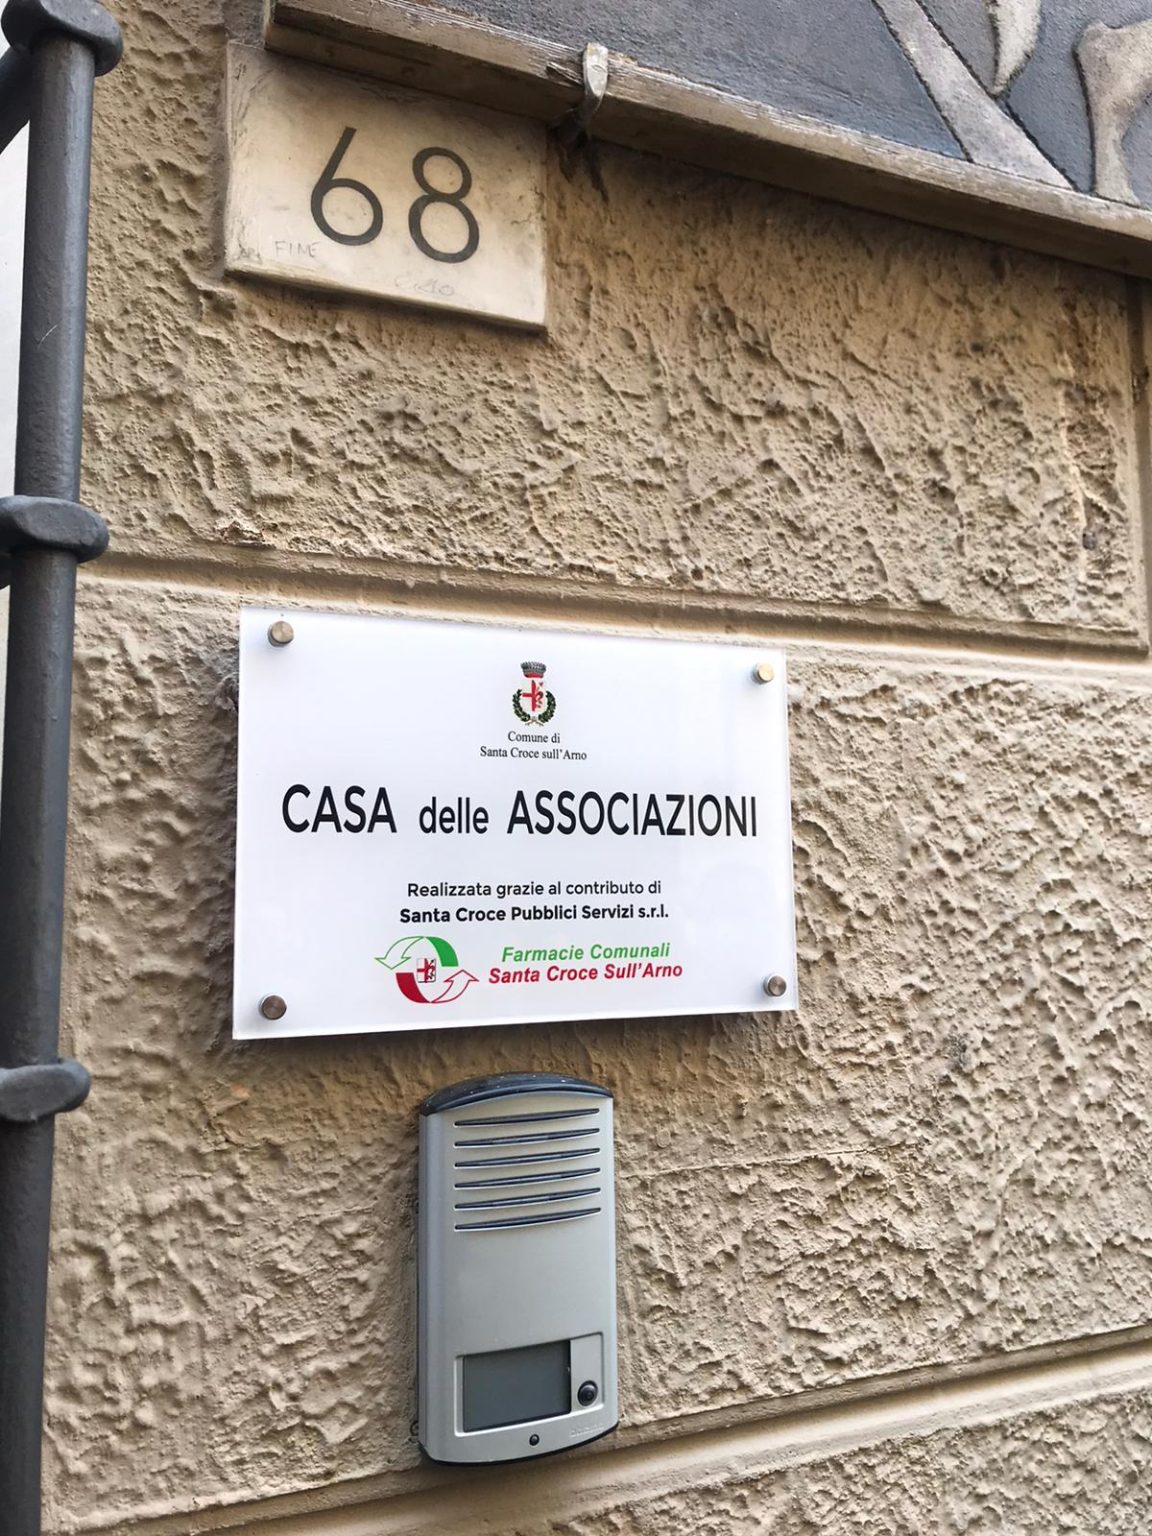 68
FINE
Comune di
Santa Croce sull'Arno
CASA delle ASSOCIAZIONI
Realizzata grazie al contributo di
Santa Croce Pubblici Servizi s.r.l.
Farmacie Comunali
Santa Croce Sull'Arno